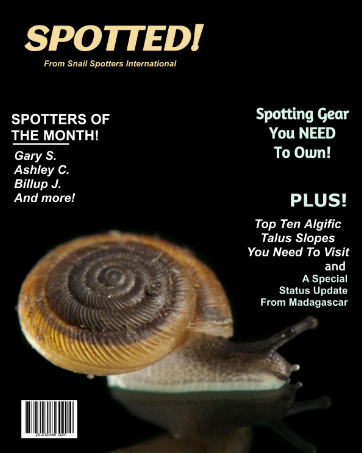 SPOTTED!
From Snail Spotters International
SPOTTERS OF
THE MONTH!
Gary S.
Ashley C.
Billup J.
And more!
Spotting Gear
You NEED
To Own!
PLUS!
Top Ten Algific
Talus Slopes
You Need To Visit
and
A Special
Status Update
From Madagascar